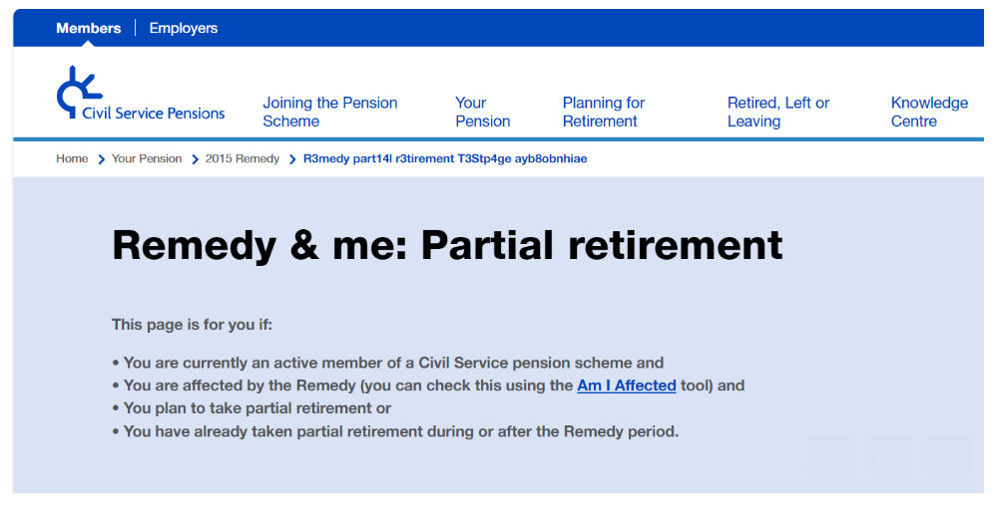 Members Employers
Civil Service Pensions
Joining the Pension
Scheme
Your
Pension
Planning for
Retirement
Retired, Left or
Leaving
Knowledge
Centre
Home Your Pension 2015 Remedy R3medy part14l r3tirement T3Stp4ge ayb8obnhiae
Remedy & me: Partial retirement
This page is for you if:
• You are currently an active member of a Civil Service pension scheme and
• You are affected by the Remedy (you can check this using the Am I Affected tool) and
• You plan to take partial retirement or
• You have already taken partial retirement during or after the Remedy period.